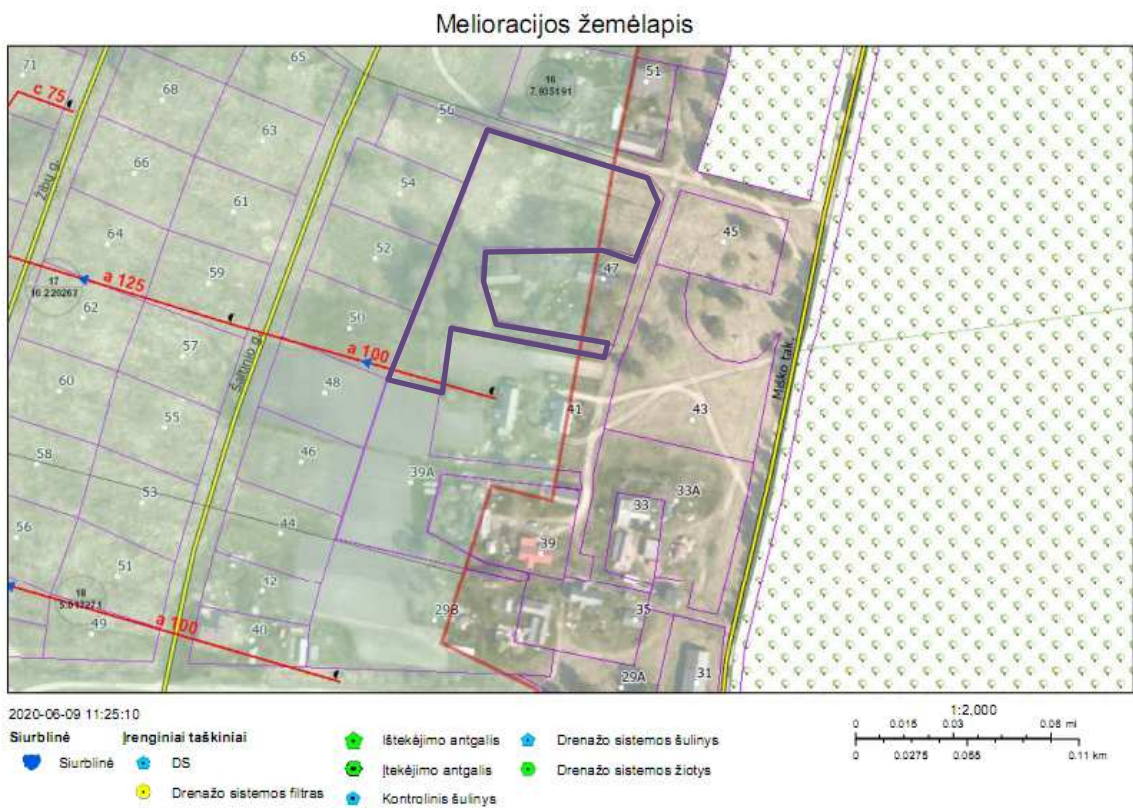 Melioracijos žemėlapis
71
65
51
16
7.935191
68
56
c 75
63
66
54
Žibų g.
61
45
64
52
47
17
16.220267
a 125
59
62
50
57
a 100
Miško tak.
60
48
Šaltinio g.
41
43
55
46
58
39A
53
33A
44
33
56
39
51
42
18
29B
35
49
a 100
40
29A
31
2020-06-09 11:25:10
Siurblinė
Siurblinė
Įrenginiai taškiniai
DS
Drenažo sistemos filtras
Ištekėjimo antgalis
Įtekėjimo antgalis
Kontrolinis šulinys
Drenažo sistemos šulinys
Drenažo sistemos žiotys
1:2,000
0 0.015 0.03 0.06 mi
0 0.0275 0.055 0.11 km